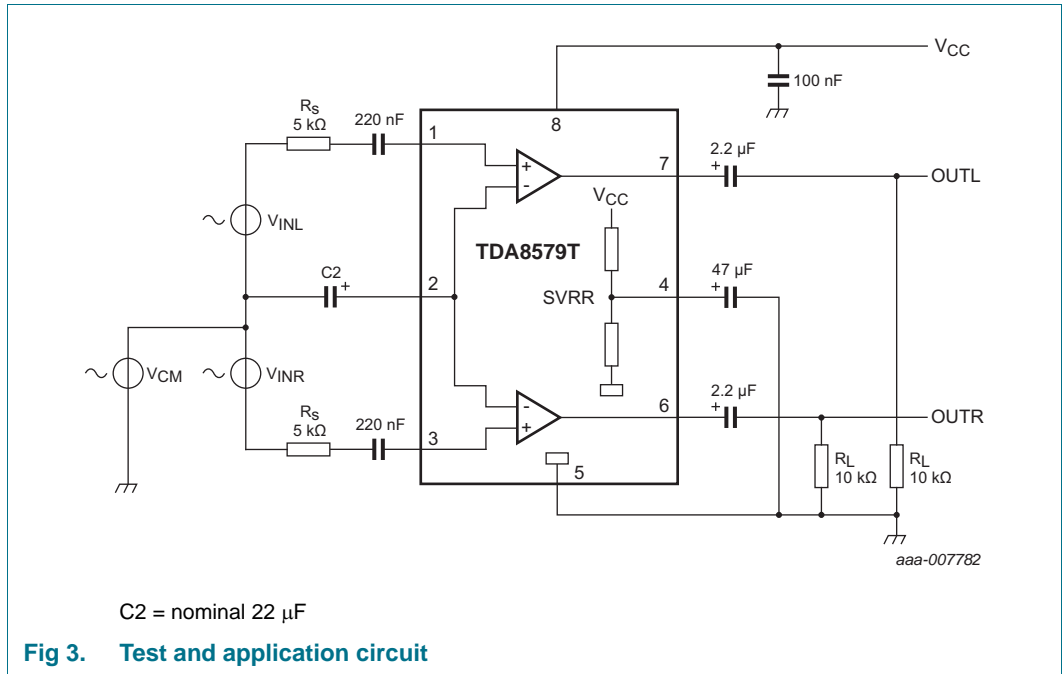 VCC
100 nF
Rs
5 kΩ
220 nF
1
8
2.2 μF
7
OUTL
+
-
+
VINL
VCC
TDA8579T
C2
+
2
47 μF
4
+
SVRR
VCM
VINR
2.2 μF
6
+
OUTR
-
+
Rs
5 kΩ
220 nF
3
RL
10 kΩ
RL
10 kΩ
5
aaa-007782
C2 = nominal 22 μF
Fig 3. Test and application circuit